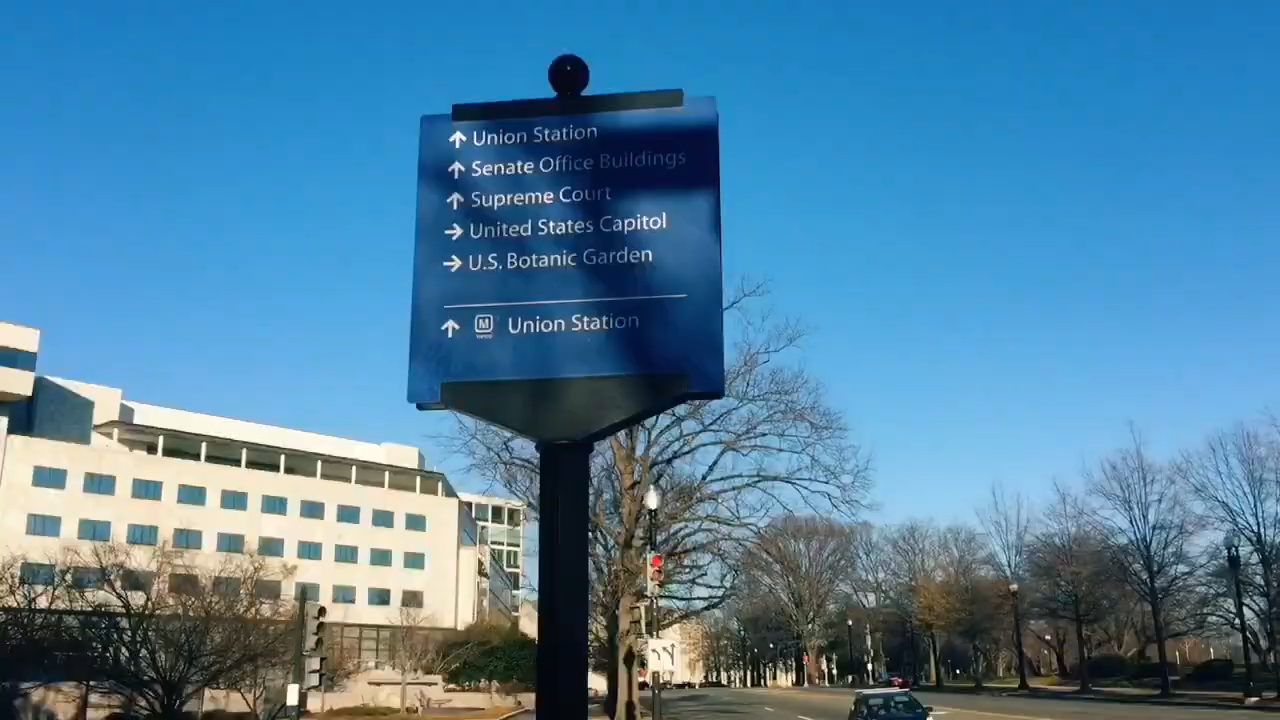 ↑ Union Station
↑ Senate Office Buildings
↑ Supreme Court
→ United States Capitol
→ U.S. Botanic Garden
↑ M Union Station